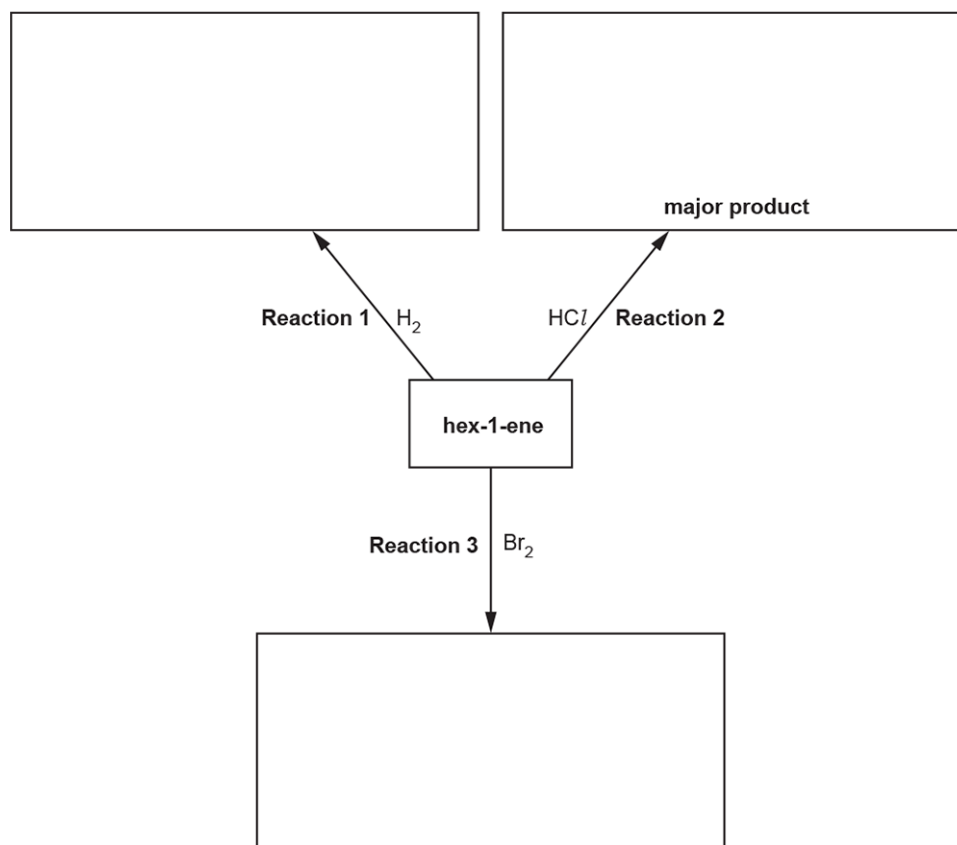 major product
Reaction 1 H₂
HCl Reaction 2
hex-1-ene
Reaction 3 Br₂